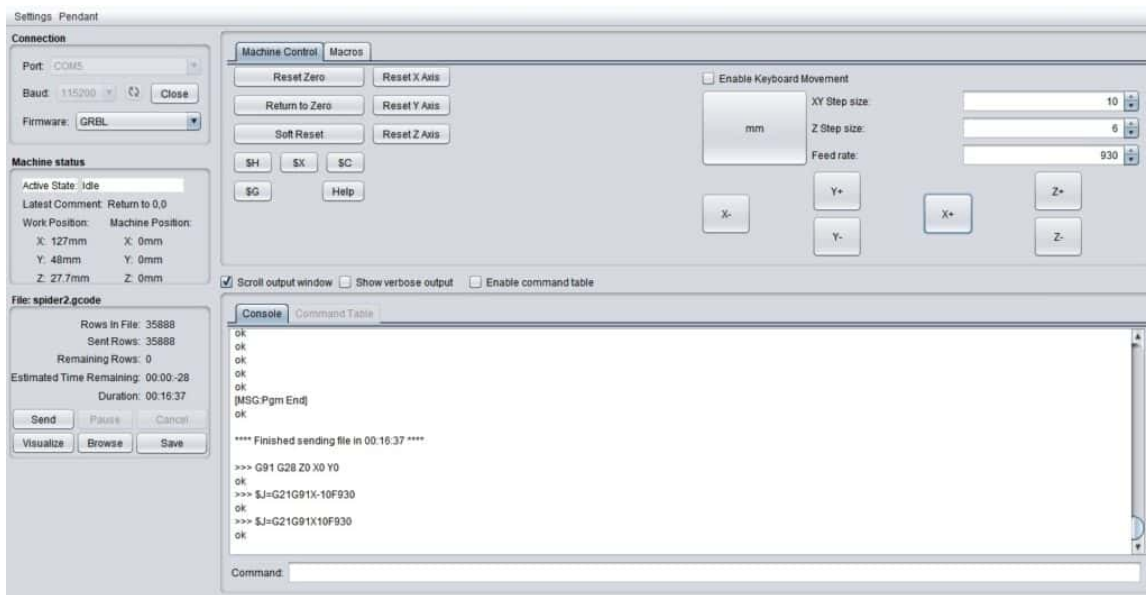 Settings Pendant
Connection
Port: COM5
Baud: 115200 Close
Firmware: GRBL
Machine status
Active State: Idle
Latest Comment: Return to 0,0
Work Position: Machine Position:
X: 127mm X: 0mm
Y: 48mm Y: 0mm
Z: 27.7mm Z: 0mm
File: spider2.gcode
Rows In File: 35888
Sent Rows: 35888
Remaining Rows: 0
Estimated Time Remaining: 00:00:-28
Duration: 00:16:37
Send Pause Cancel
Visualize Browse Save
Machine Control Macros
Reset Zero Reset X Axis
Return to Zero Reset Y Axis
Soft Reset Reset Z Axis
$H $X $C
$G Help
Enable Keyboard Movement
mm
XY Step size: 10
Z Step size: 6
Feed rate: 930
X- Y+ Y- X+ Z+ Z-
Scroll output window Show verbose output Enable command table
Console Command Table
ok
ok
ok
ok
ok
[MSG:Pgm End]
ok
**** Finished sending file in 00:16:37 ****
>>> G91 G28 Z0 X0 Y0
ok
>>> $J=G21G91X-10F930
ok
>>> $J=G21G91X10F930
ok
Command: